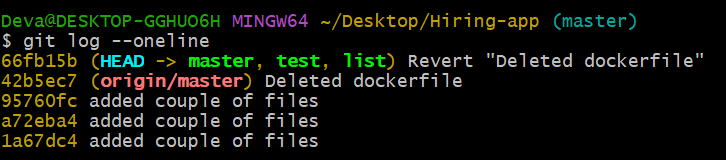 Deva@DESKTOP-GGHUO6H MINGW64 ~/Desktop/Hiring-app (master)
$ git log --oneline
66fb15b (HEAD -> master, test, list) Revert "Deleted dockerfile"
42b5ec7 (origin/master) Deleted dockerfile
95760fc added couple of files
a72eba4 added couple of files
1a67dc4 added couple of files